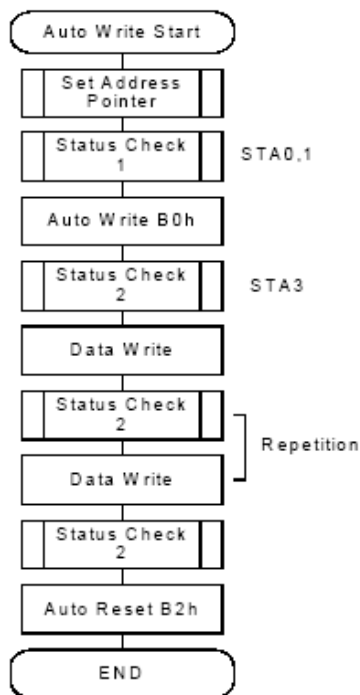 Auto Write Start
Set Address
Pointer
Status Check
1
STA0,1
Auto Write B0h
Status Check
2
STA3
Data Write
Status Check
2
Repetition
Data Write
Status Check
2
Auto Reset B2h
END